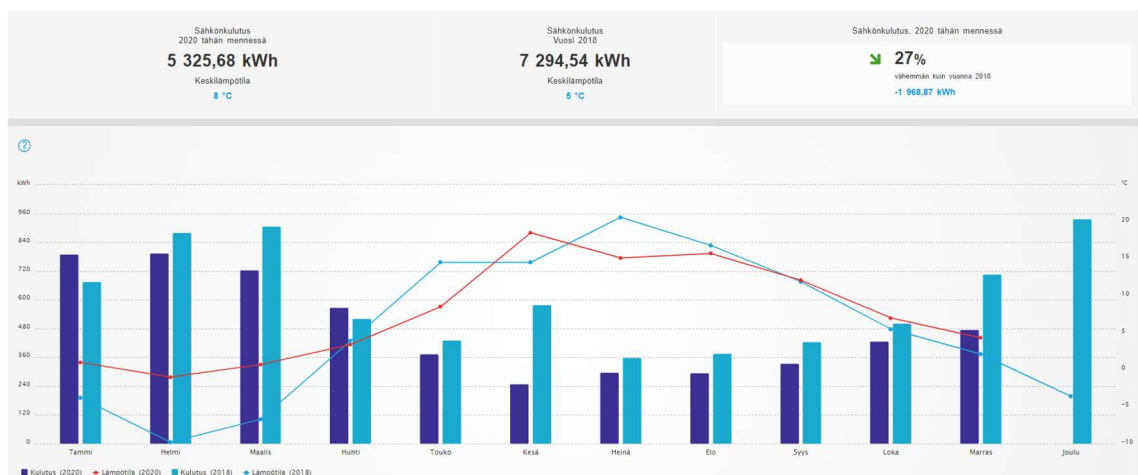 Sähkönkulutus
2020 tähän mennessä
5 325,68 kWh
Keskilämpötila
8 °C
Sähkönkulutus
Vuosi 2018
7 294,54 kWh
Keskilämpötila
5 °C
Sähkönkulutus, 2020 tähän mennessä
27%
vähemmän kuin vuonna 2018
-1 968,87 kWh
?
kWh
°C
960
840
720
600
480
360
240
120
0
20
15
10
5
0
-5
-10
Tammi
Helmi
Maalis
Huhti
Touko
Kesä
Heinä
Elo
Syys
Loka
Marras
Joulu
Kulutus (2020)
Lämpötila (2020)
Kulutus (2018)
Lämpötila (2018)